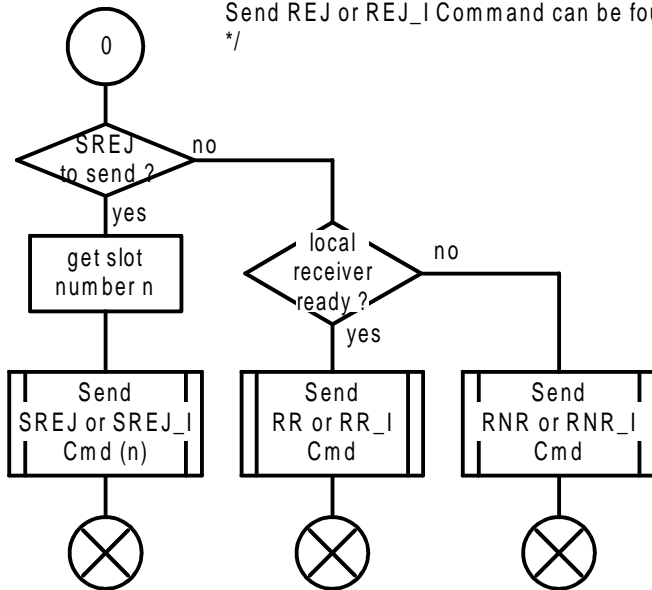 Send REJ or REJ_I Command can be
*/
0
SREJ
to send ?
no
yes
get slot
number n
local
receiver
ready ?
no
yes
Send
SREJ or SREJ_I
Cmd (n)
Send
RR or RR_I
Cmd
Send
RNR or RNR_I
Cmd